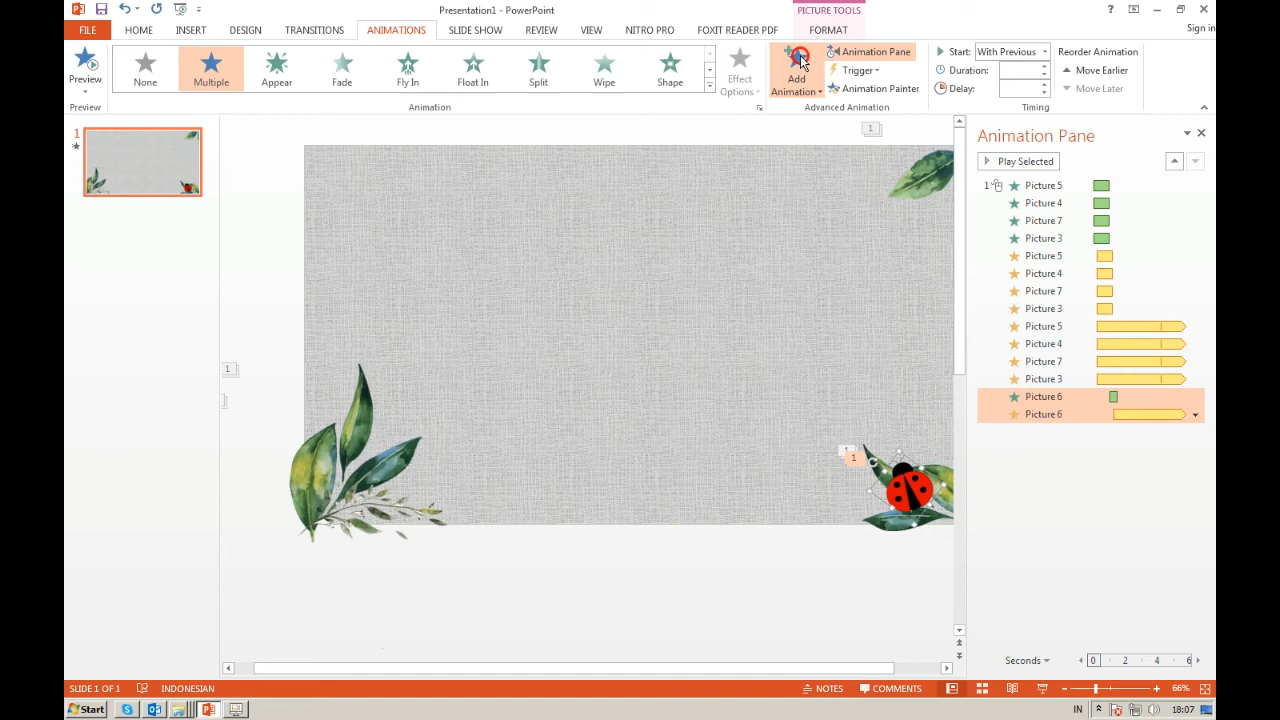 Presentation1 - PowerPoint
PICTURE TOOLS
?
Sign in
FILE HOME INSERT DESIGN TRANSITIONS ANIMATIONS SLIDE SHOW REVIEW VIEW NITRO PRO FOXIT READER PDF FORMAT
Preview
None Multiple Appear Fade Fly In Float In Split Wipe Shape
Effect
Options
Add
Animation
Animation Pane
Trigger
Animation Painter
Start: With Previous
Duration:
Delay:
Reorder Animation
Move Earlier
Move Later
Preview
Animation
Advanced Animation
Timing
1
1
1
1
Animation Pane
Play Selected
1 Picture 5
Picture 4
Picture 7
Picture 3
Picture 5
Picture 4
Picture 7
Picture 3
Picture 5
Picture 4
Picture 7
Picture 3
Picture 6
Picture 6
Seconds 0 2 4 6
SLIDE 1 OF 1 INDONESIAN NOTES COMMENTS 66%
Start IN 18:07